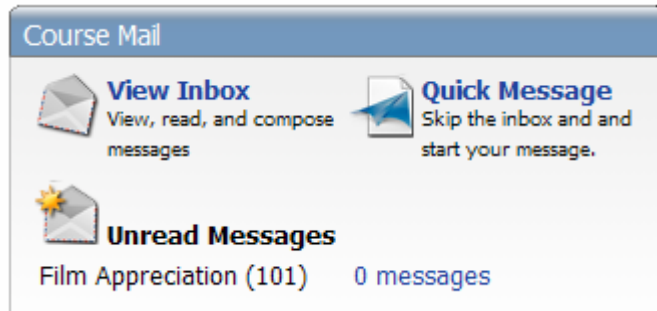 Course Mail
View Inbox
View, read, and compose
messages
Quick Message
Skip the inbox and and
start your message.
Unread Messages
Film Appreciation (101) 0 messages